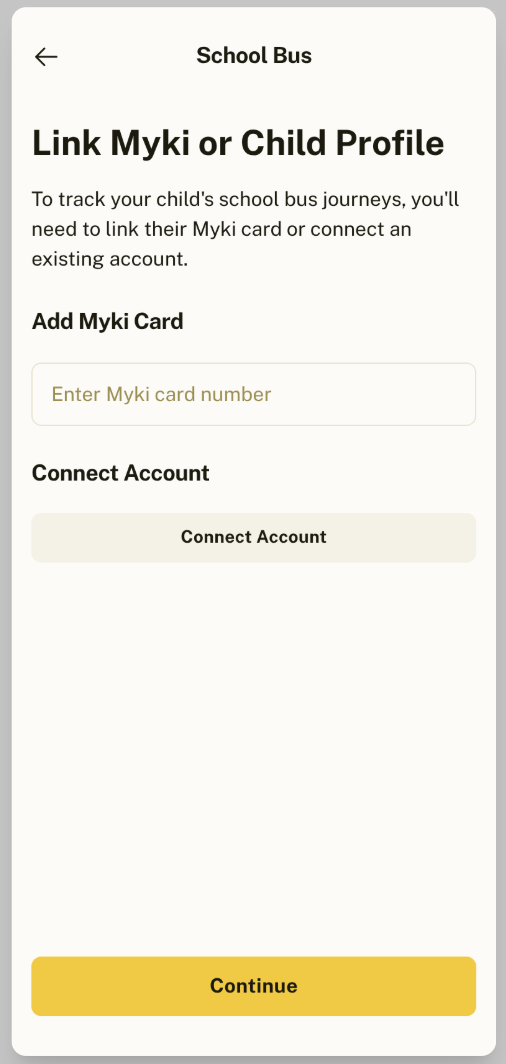 School Bus
Link Myki or Child Profile
To track your child's school bus journeys, you'll
need to link their Myki card or connect an
existing account.
Add Myki Card
Enter Myki card number
Connect Account
Connect Account
Continue